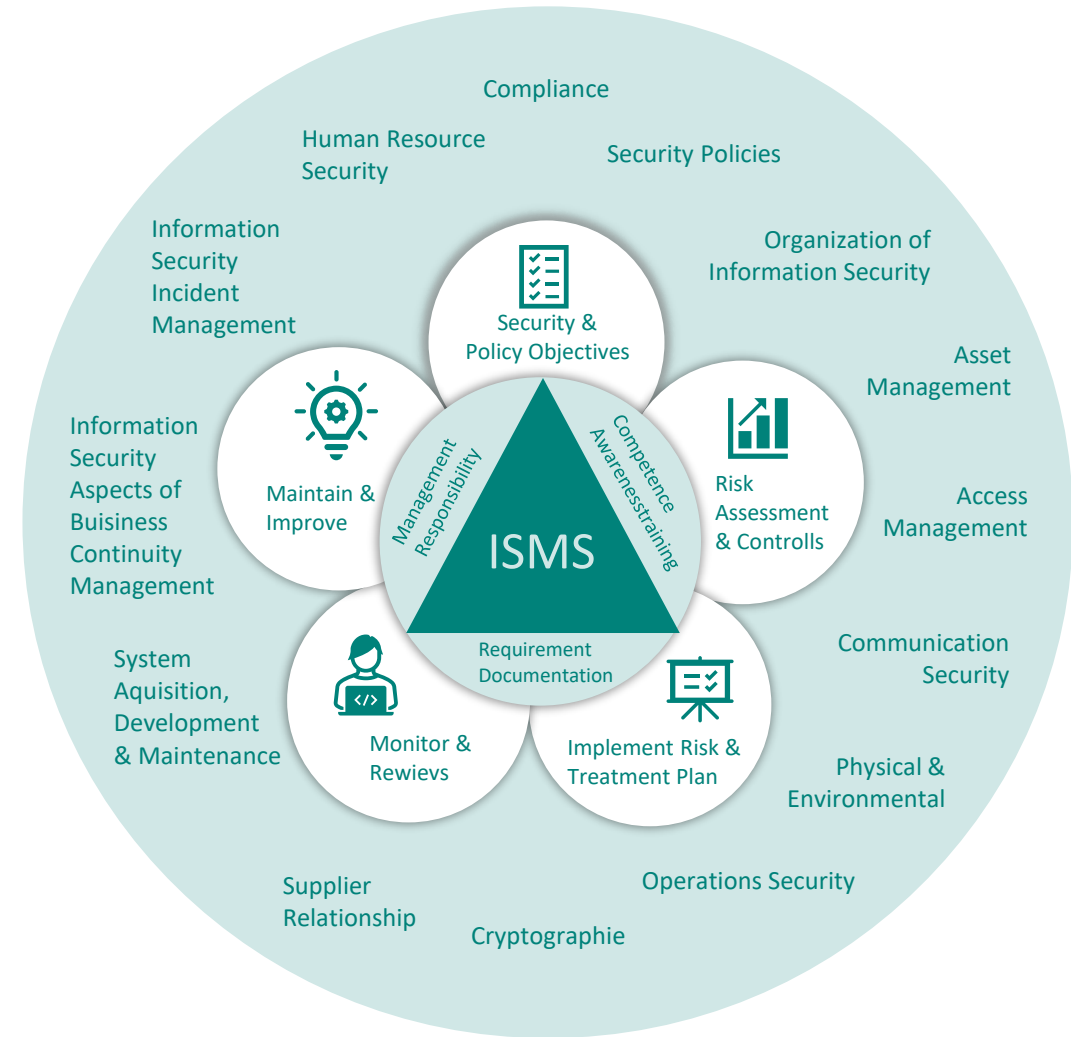 Compliance
Human Resource
Security
Security Policies
Information
Security
Incident
Management
Organization of
Information Security
Security &
Policy Objectives
Asset
Management
Information
Security
Aspects of
Buisiness
Continuity
Management
Maintain &
Improve
Management
Responsibility
Competence
Awarenesstraining
ISMS
Risk
Assessment
& Controlls
Access
Management
Requirement
Documentation
System
Aquisition,
Development
& Maintenance
Communication
Security
Monitor &
Rewievs
Implement Risk &
Treatment Plan
Physical &
Environmental
Supplier
Relationship
Operations Security
Cryptographie